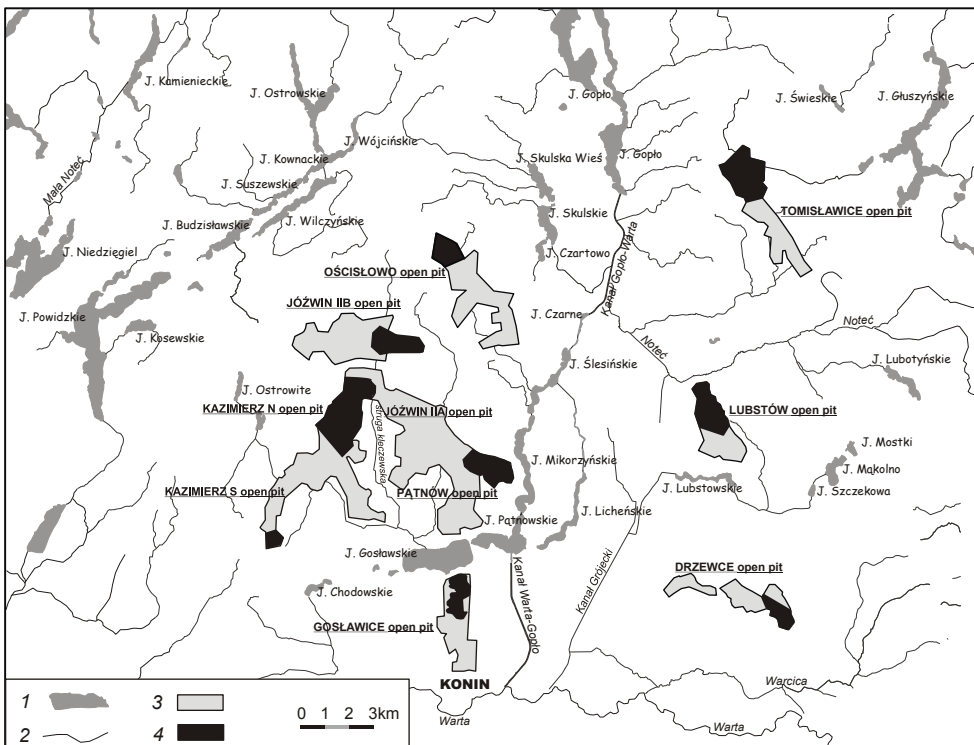 J. Kamienieckie
J. Ostrowskie
J. Gopło
J. Świeskie
J. Głuszyńskie
J. Wójcińskie
J. Kownackie
J. Skulska Wieś
J. Gopło
Mała Noteć
J. Suszewskie
J. Wilczyńskie
J. Budzisławskie
J. Skulskie
TOMISŁAWICE open pit
J. Niedzięgiel
J. Czartowo
OŚCISŁOWO open pit
Kanał Gopło-Warta
JÓŹWIN IIB open pit
J. Powidzkie
J. Kosewskie
J. Czarne
Noteć
Noteć
J. Ślesińskie
J. Lubotyńskie
J. Ostrowite
KAZIMIERZ N open pit
JÓŹWIN IIA open pit
struga kleczewska
LUBSTÓW open pit
J. Mostki
J. Mikorzyńskie
J. Mąkolno
KAZIMIERZ S open pit
PĄTNÓW open pit
J. Lubstowskie
J. Szczekowa
J. Pątnowskie
J. Licheńskie
J. Gosławskie
Kanał Grójecki
DRZEWCE open pit
J. Chodowskie
Kanał Warta-Gopło
GOSŁAWICE open pit
KONIN
Warcica
Warta
Warta
1
3
0 1 2 3km
2
4